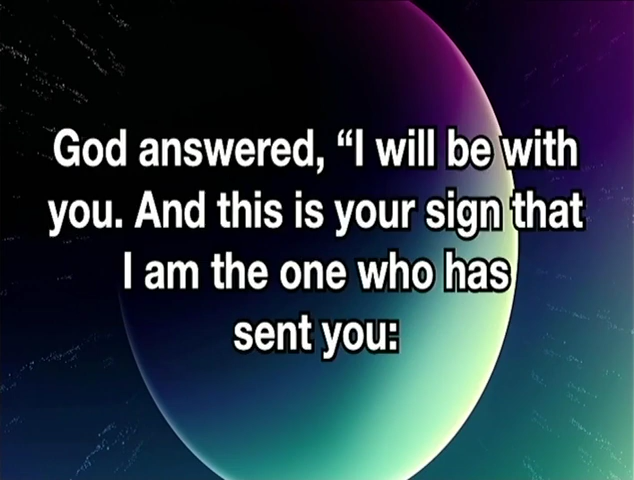 God answered, “I will be with
you. And this is your sign that
I am the one who has
sent you: